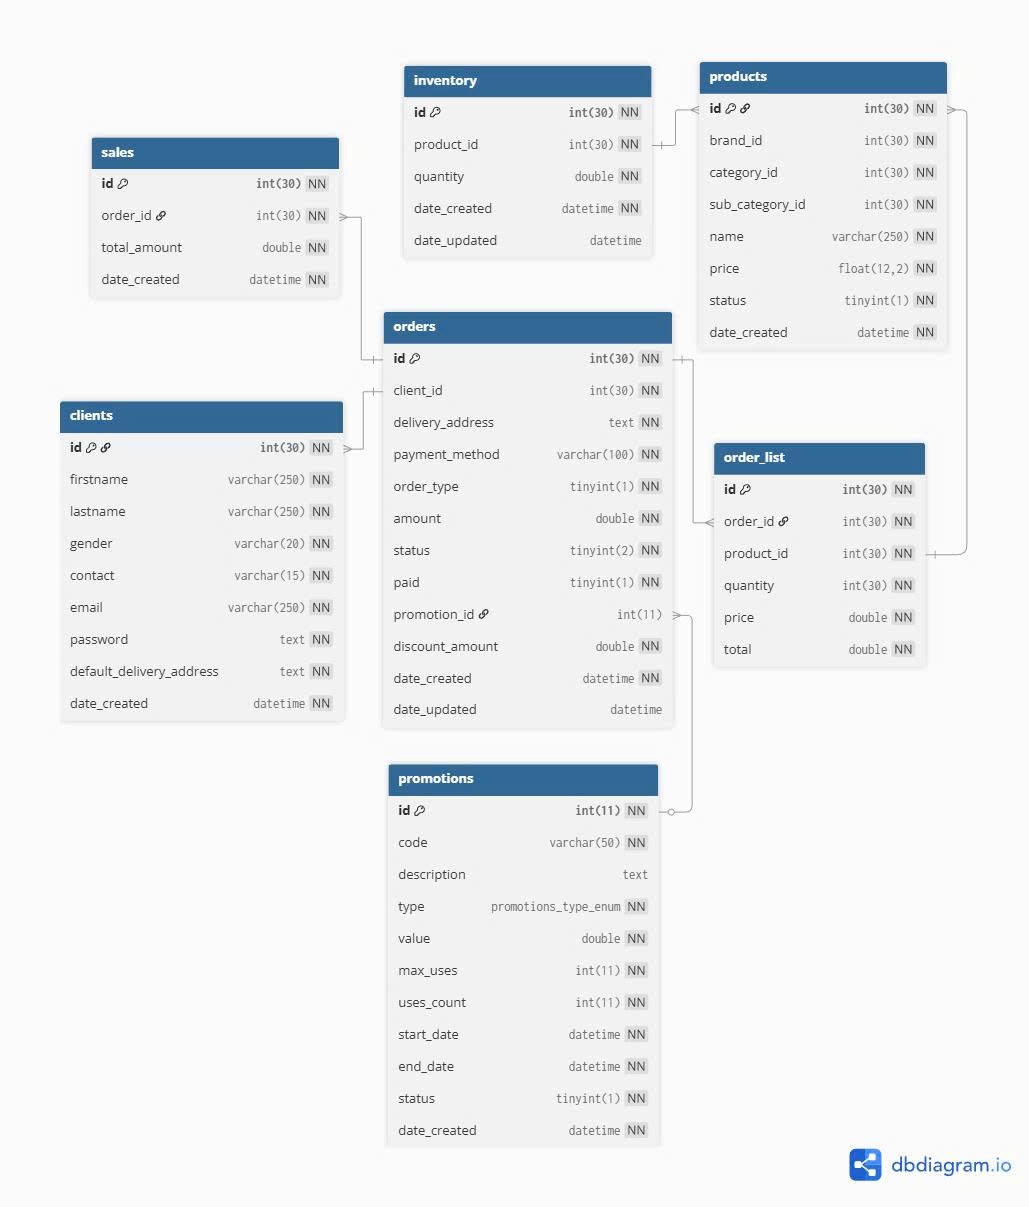 inventory
id int(30) NN
product_id int(30) NN
quantity double NN
date_created datetime NN
date_updated datetime
products
id int(30) NN
brand_id int(30) NN
category_id int(30) NN
sub_category_id int(30) NN
name varchar(250) NN
price float(12,2) NN
status tinyint(1) NN
date_created datetime NN
sales
id int(30) NN
order_id int(30) NN
total_amount double NN
date_created datetime NN
orders
id int(30) NN
client_id int(30) NN
delivery_address text NN
payment_method varchar(100) NN
order_type tinyint(1) NN
amount double NN
status tinyint(2) NN
paid tinyint(1) NN
promotion_id int(11)
discount_amount double NN
date_created datetime NN
date_updated datetime
clients
id int(30) NN
firstname varchar(250) NN
lastname varchar(250) NN
gender varchar(20) NN
contact varchar(15) NN
email varchar(250) NN
password text NN
default_delivery_address text NN
date_created datetime NN
order_list
id int(30) NN
order_id int(30) NN
product_id int(30) NN
quantity int(30) NN
price double NN
total double NN
promotions
id int(11) NN
code varchar(50) NN
description text
type promotions_type_enum NN
value double NN
max_uses int(11) NN
uses_count int(11) NN
start_date datetime NN
end_date datetime NN
status tinyint(1) NN
date_created datetime NN
dbdiagram.io